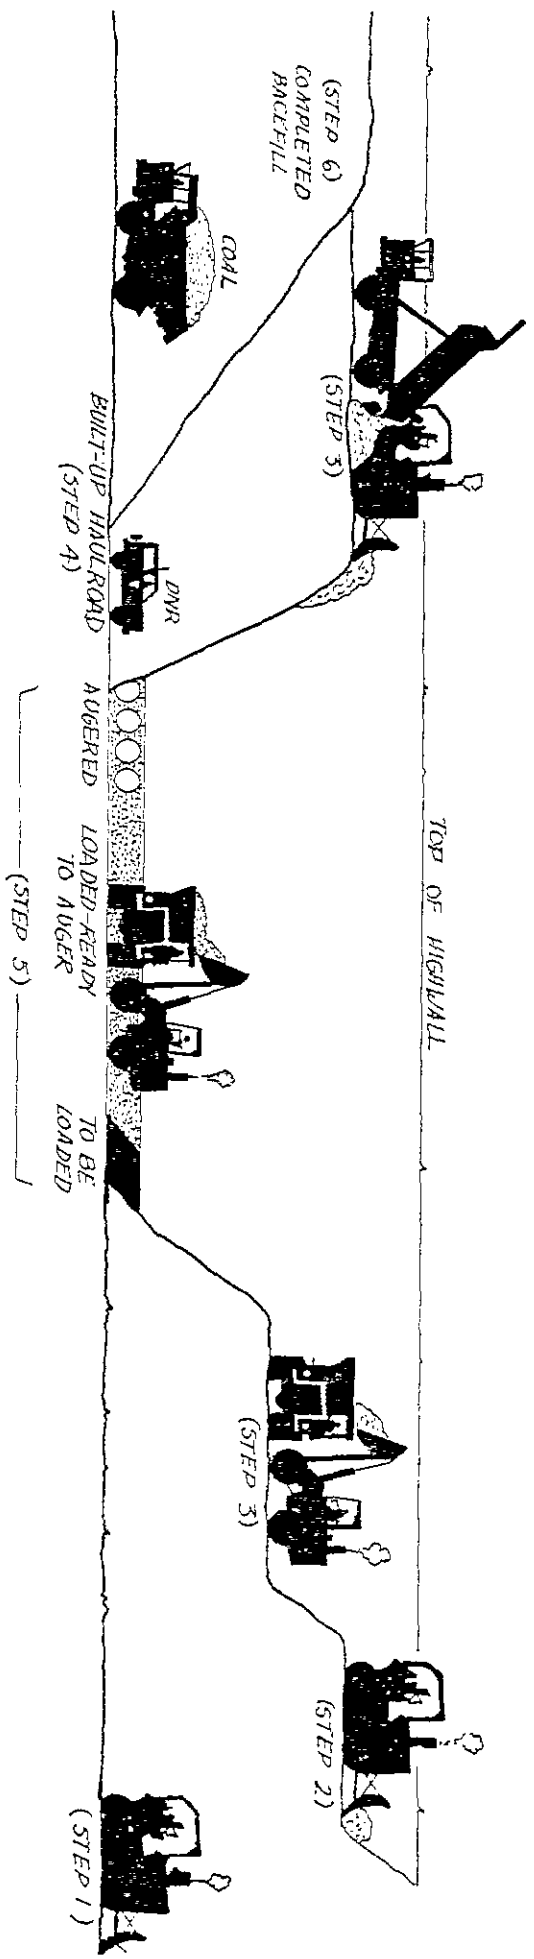 TOP OF HIGHWALL
(STEP 6)
COMPLETED
BACKFILL
(STEP 3)
COAL
BUILT-UP HAULROAD
(STEP 4)
DNR
AUGERED
LOADED-READY
TO AUGER
TO BE
LOADED
(STEP 5)
(STEP 3)
(STEP 2)
(STEP 1)